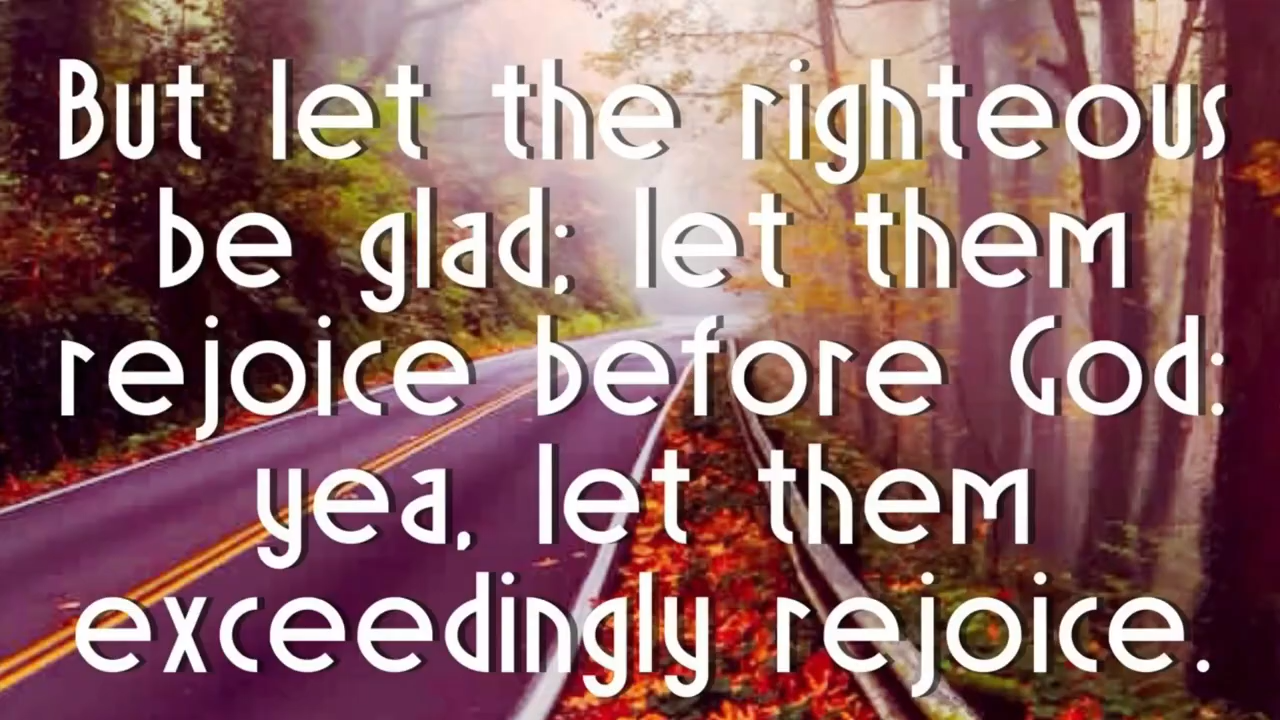 But let the righteous
be glad; let them
rejoice before God:
yea, let them
exceedingly rejoice.